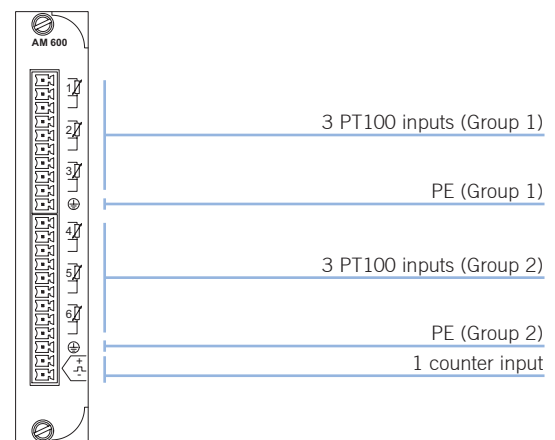 AM 600
1
2
3
4
5
6
+
-
3 PT100 inputs (Group 1)
PE (Group 1)
3 PT100 inputs (Group 2)
PE (Group 2)
1 counter input